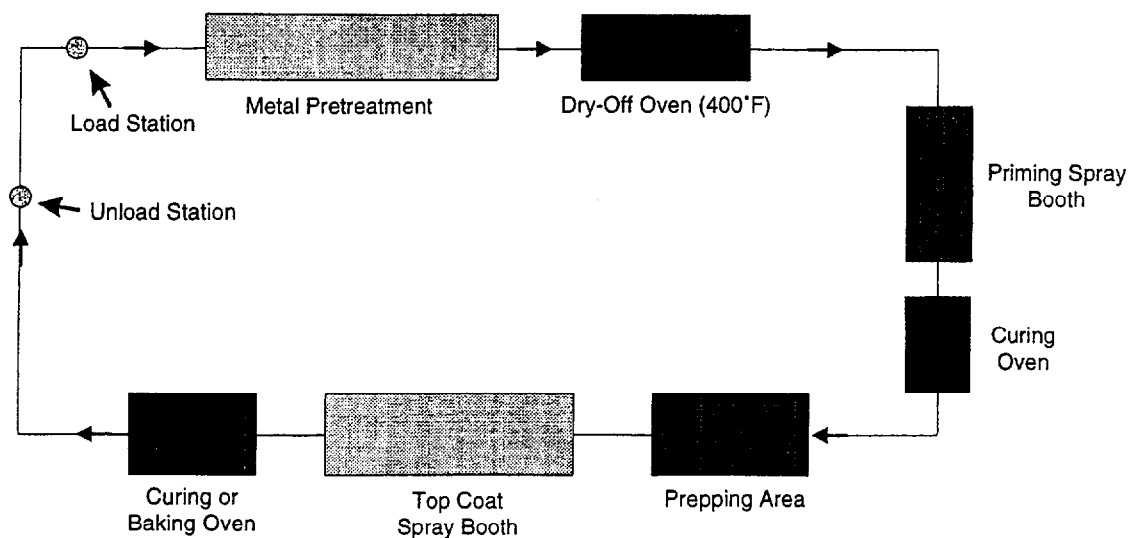 Load Station
Metal Pretreatment
Dry-Off Oven (400°F)
Priming Spray
Booth
Curing
Oven
Prepping Area
Top Coat
Spray Booth
Curing or
Baking Oven
Unload Station